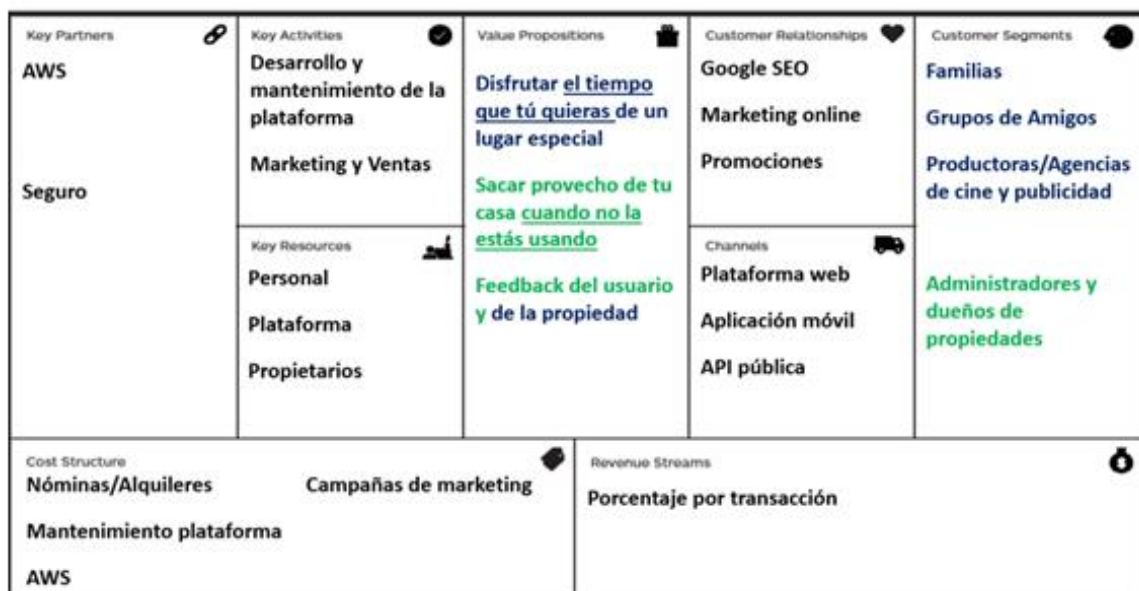 Key Partners
AWS
Seguro
Key Activities
Desarrollo y
mantenimiento de la
plataforma
Marketing y Ventas
Key Resources
Personal
Plataforma
Propietarios
Value Propositions
Disfrutar el tiempo
que tú quieras de un
lugar especial
Sacar provecho de tu
casa cuando no la
estás usando
Feedback del usuario
y de la propiedad
Customer Relationships
Google SEO
Marketing online
Promociones
Channels
Plataforma web
Aplicación móvil
API pública
Customer Segments
Familias
Grupos de Amigos
Productoras/Agencias
de cine y publicidad
Administradores y
dueños de
propiedades
Cost Structure
Nóminas/Alquileres
Campañas de marketing
Mantenimiento plataforma
AWS
Revenue Streams
Porcentaje por transacción